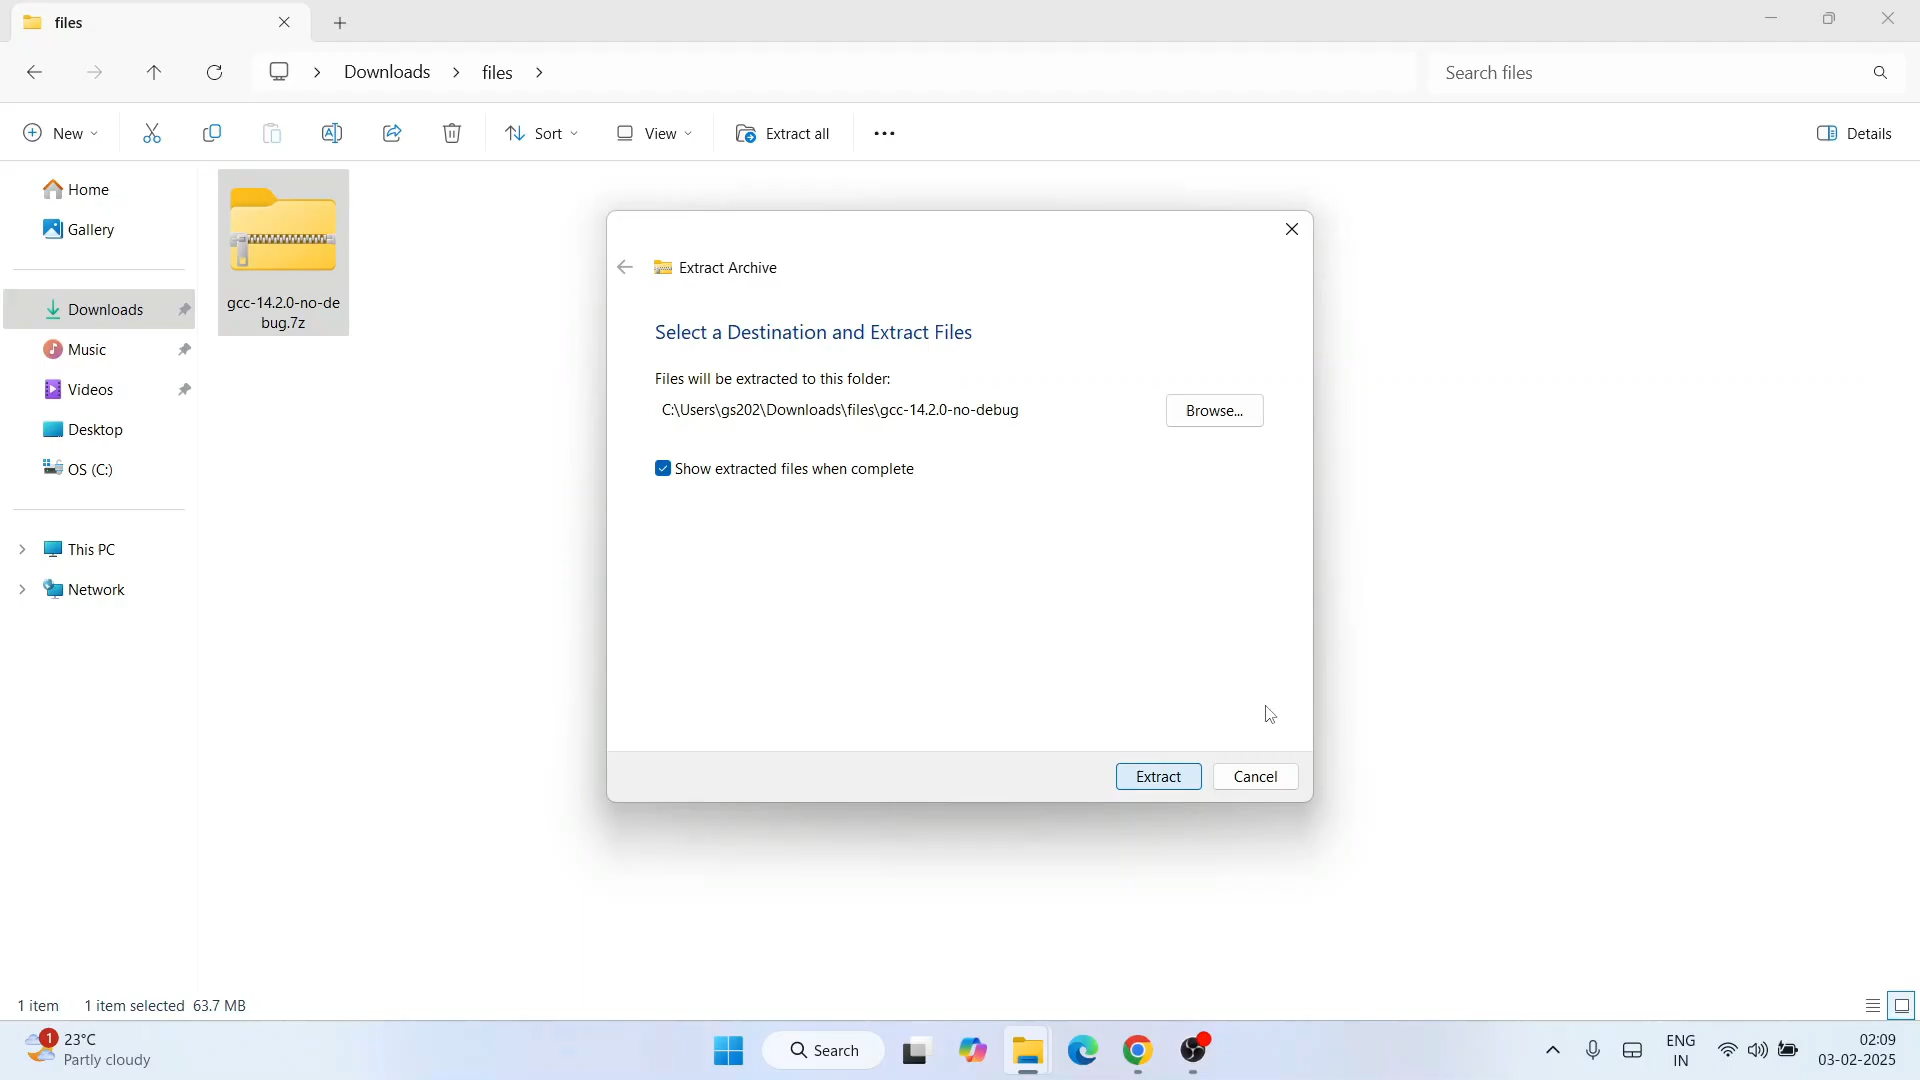 files
Downloads
files
Search files
New
Sort
View
Extract all
Details
Home
Gallery
Downloads
Music
Videos
Desktop
OS (C:)
This PC
Network
gcc-14.2.0-no-de
bug.7z
Extract Archive
Select a Destination and Extract Files
Files will be extracted to this folder:
C:\Users\gs202\Downloads\files\gcc-14.2.0-no-debug
Browse...
Show extracted files when complete
Extract
Cancel
1 item 1 item selected 63.7 MB
1
23°C
Partly cloudy
Search
ENG
IN
02:09
03-02-2025